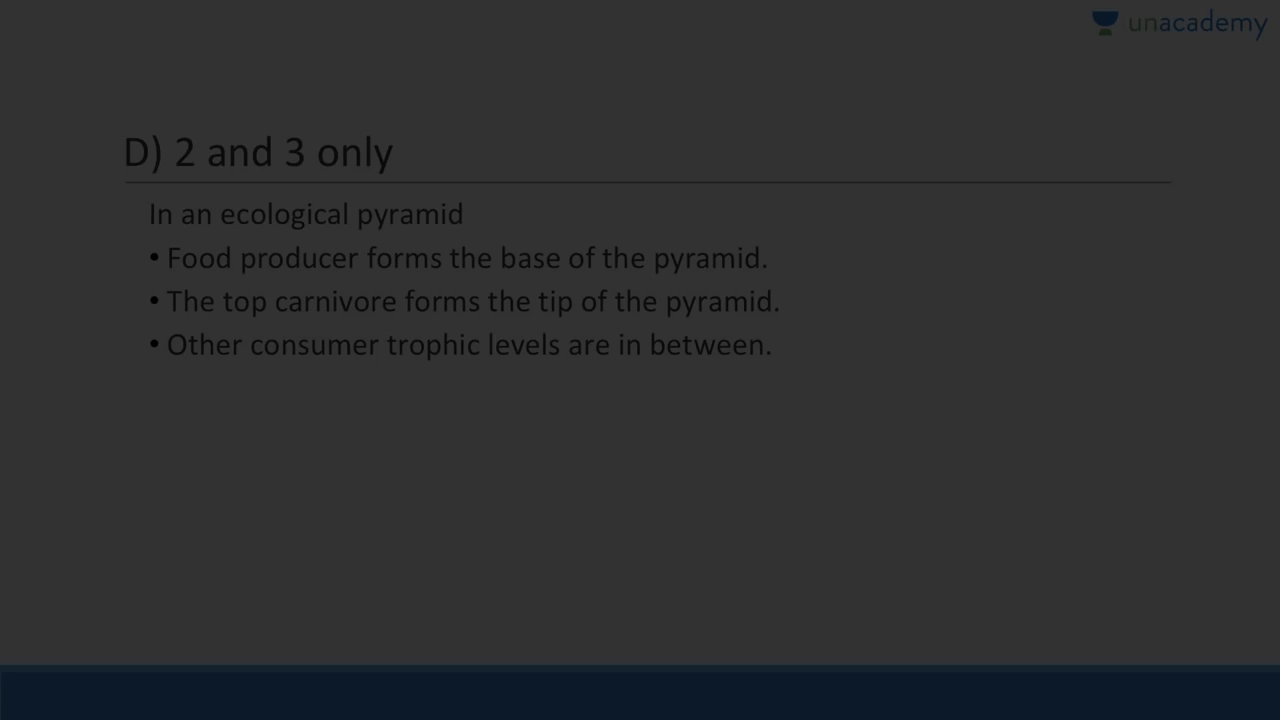 unacademy
D) 2 and 3 only
In an ecological pyramid
• Food producer forms the base of the pyramid.
• The top carnivore forms the tip of the pyramid.
• Other consumer trophic levels are in between.